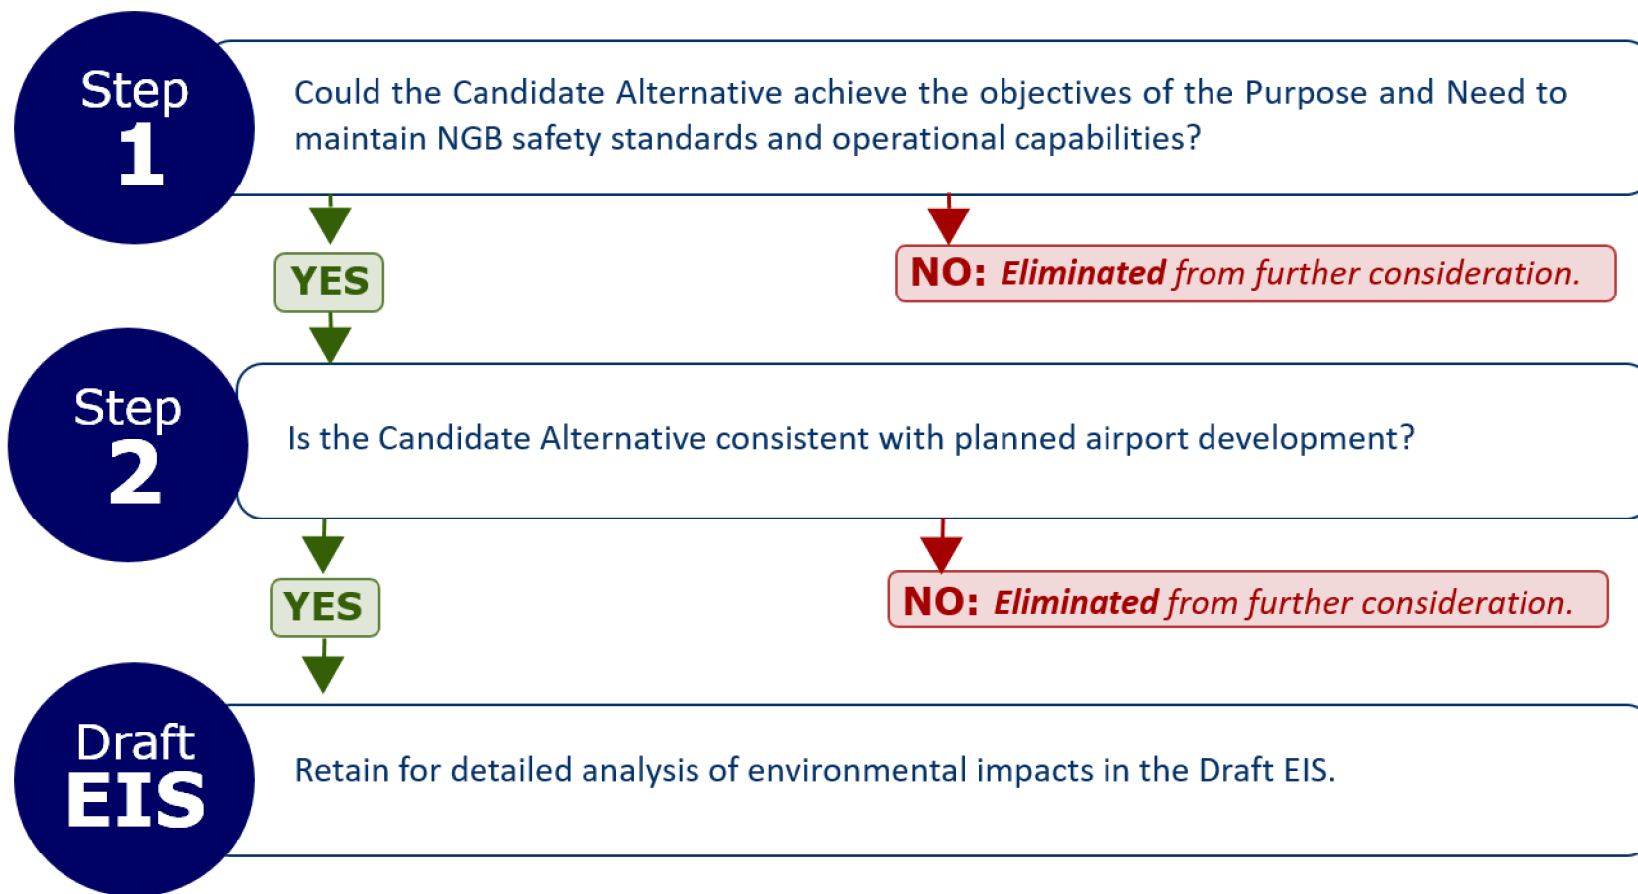 Step
1
Could the Candidate Alternative achieve the objectives of the Purpose and Need to
maintain NGB safety standards and operational capabilities?
YES
NO: Eliminated from further consideration.
Step
2
Is the Candidate Alternative consistent with planned airport development?
YES
NO: Eliminated from further consideration.
Draft
EIS
Retain for detailed analysis of environmental impacts in the Draft EIS.